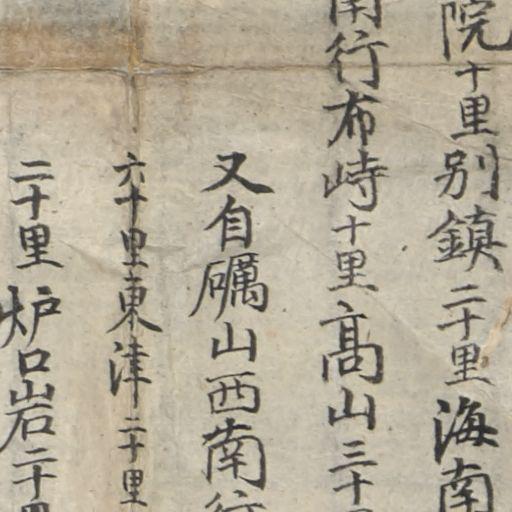 院十里別鎮二十里海南
南行布峙十里高山三十里
又自礪山西南行
六十里東津二十里
二十里炉口岩二十里